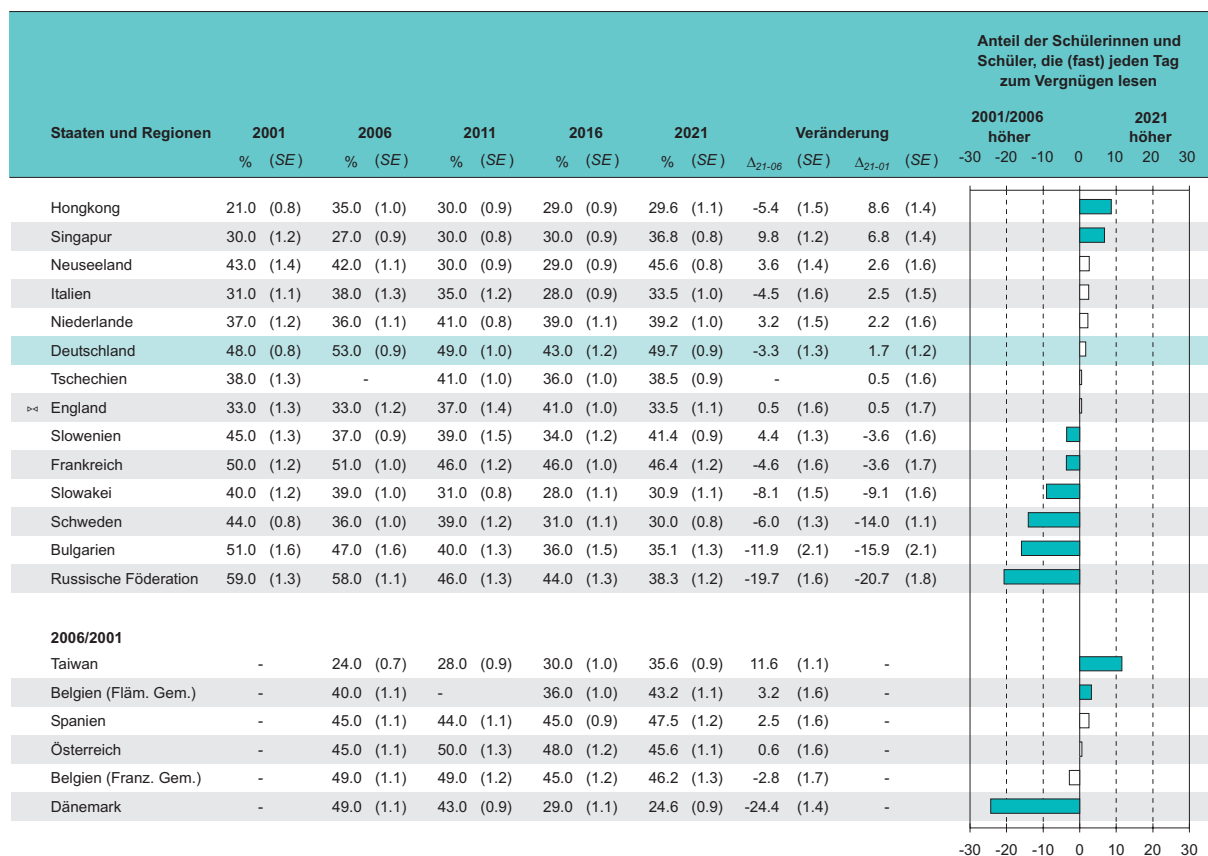 Anteil der Schülerinnen und
Schüler, die (fast) jeden Tag
zum Vergnügen lesen
2001/2006 2021
Staaten und Regionen 2001 2006 2011 2016 2021 Veränderung höher höher
% (SE) % (SE) % (SE) % (SE) % (SE) Δ21-06 (SE) Δ21-01 (SE) -30 -20 -10 0 10 20 30
Hongkong 21.0 (0.8) 35.0 (1.0) 30.0 (0.9) 29.0 (0.9) 29.6 (1.1) -5.4 (1.5) 8.6 (1.4)
Singapur 30.0 (1.2) 27.0 (0.9) 30.0 (0.8) 30.0 (0.9) 36.8 (0.8) 9.8 (1.2) 6.8 (1.4)
Neuseeland 43.0 (1.4) 42.0 (1.1) 30.0 (0.9) 29.0 (0.9) 45.6 (0.8) 3.6 (1.4) 2.6 (1.6)
Italien 31.0 (1.1) 38.0 (1.3) 35.0 (1.2) 28.0 (0.9) 33.5 (1.0) -4.5 (1.6) 2.5 (1.5)
Niederlande 37.0 (1.2) 36.0 (1.1) 41.0 (0.8) 39.0 (1.1) 39.2 (1.0) 3.2 (1.5) 2.2 (1.6)
Deutschland 48.0 (0.8) 53.0 (0.9) 49.0 (1.0) 43.0 (1.2) 49.7 (0.9) -3.3 (1.3) 1.7 (1.2)
Tschechien 38.0 (1.3) - 41.0 (1.0) 36.0 (1.0) 38.5 (0.9) - 0.5 (1.6)
⋈ England 33.0 (1.3) 33.0 (1.2) 37.0 (1.4) 41.0 (1.0) 33.5 (1.1) 0.5 (1.6) 0.5 (1.7)
Slowenien 45.0 (1.3) 37.0 (0.9) 39.0 (1.5) 34.0 (1.2) 41.4 (0.9) 4.4 (1.3) -3.6 (1.6)
Frankreich 50.0 (1.2) 51.0 (1.0) 46.0 (1.2) 46.0 (1.0) 46.4 (1.2) -4.6 (1.6) -3.6 (1.7)
Slowakei 40.0 (1.2) 39.0 (1.0) 31.0 (0.8) 28.0 (1.1) 30.9 (1.1) -8.1 (1.5) -9.1 (1.6)
Schweden 44.0 (0.8) 36.0 (1.0) 39.0 (1.2) 31.0 (1.1) 30.0 (0.8) -6.0 (1.3) -14.0 (1.1)
Bulgarien 51.0 (1.6) 47.0 (1.6) 40.0 (1.3) 36.0 (1.5) 35.1 (1.3) -11.9 (2.1) -15.9 (2.1)
Russische Föderation 59.0 (1.3) 58.0 (1.1) 46.0 (1.3) 44.0 (1.3) 38.3 (1.2) -19.7 (1.6) -20.7 (1.8)
2006/2001
Taiwan - 24.0 (0.7) 28.0 (0.9) 30.0 (1.0) 35.6 (0.9) 11.6 (1.1) -
Belgien (Fläm. Gem.) - 40.0 (1.1) - 36.0 (1.0) 43.2 (1.1) 3.2 (1.6) -
Spanien - 45.0 (1.1) 44.0 (1.1) 45.0 (0.9) 47.5 (1.2) 2.5 (1.6) -
Österreich - 45.0 (1.1) 50.0 (1.3) 48.0 (1.2) 45.6 (1.1) 0.6 (1.6) -
Belgien (Franz. Gem.) - 49.0 (1.1) 49.0 (1.2) 45.0 (1.2) 46.2 (1.3) -2.8 (1.7) -
Dänemark - 49.0 (1.1) 43.0 (0.9) 29.0 (1.1) 24.6 (0.9) -24.4 (1.4) -
-30 -20 -10 0 10 20 30